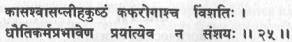 कासश्वासप्लीहकुष्ठं कफरोगाश्च विंशतिः ।
धौतिकर्मप्रभावेण प्रयांत्येव न संशयः ।। २५ ।।